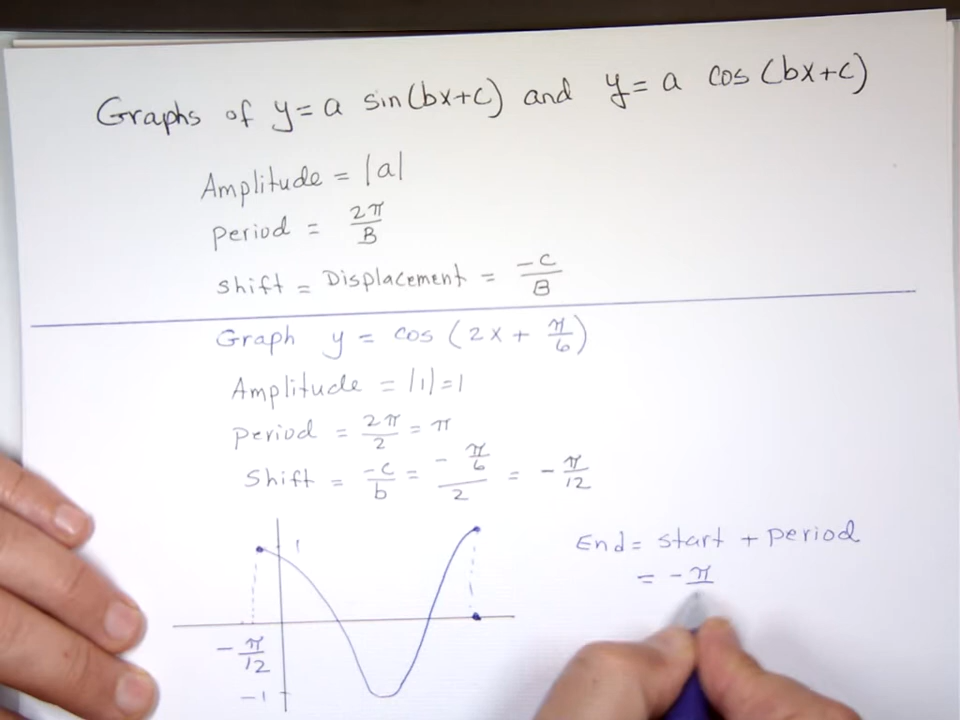 Graphs of y = a sin(bx+c) and y = a cos(bx+c)
Amplitude = |a|
period = 2π/B
shift = Displacement = -c/B
Graph y = cos (2x + π/6)
Amplitude = |1| = 1
period = 2π/2 = π
Shift = -c/b = -π/6/2 = -π/12
1
End = start + period
= -π
-π/12
-1